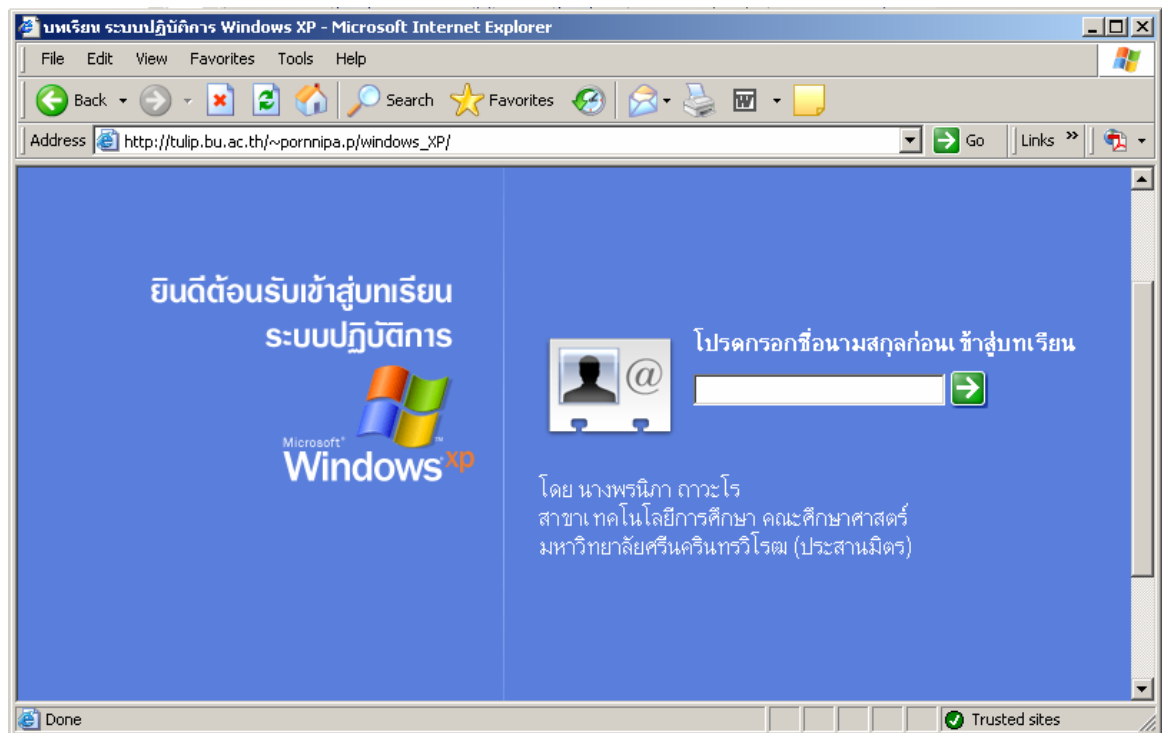 บทเรียน ระบบปฏิบัติการ Windows XP - Microsoft Internet Explorer
File Edit View Favorites Tools Help
Back Search Favorites
Address http://tulip.bu.ac.th/~pornnipa.p/windows_XP/ Go Links »
ยินดีต้อนรับเข้าสู่บทเรียน
ระบบปฏิบัติการ
Microsoft®
Windows xp ™
โปรดกรอกชื่อนามสกุลก่อนเข้าสู่บทเรียน
@
โดย นางพรนิภา ถาวะโร
สาขาเทคโนโลยีการศึกษา คณะศึกษาศาสตร์
มหาวิทยาลัยศรีนครินทรวิโรฒ (ประสานมิตร)
Done Trusted sites